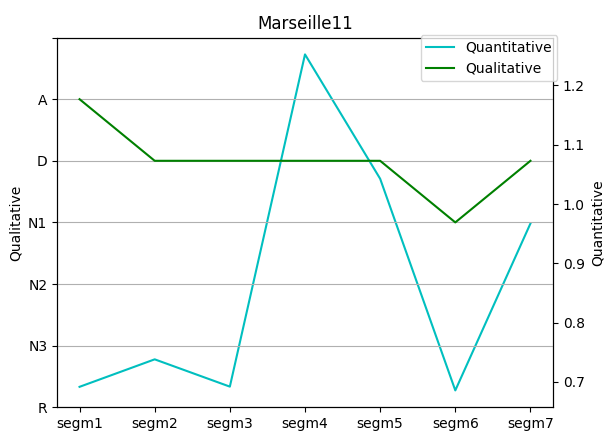 Marseille11
Quantitative
Qualitative
A
D
N1
N2
N3
R
Qualitative
1.2
1.1
1.0
0.9
0.8
0.7
Quantitative
segm1 segm2 segm3 segm4 segm5 segm6 segm7